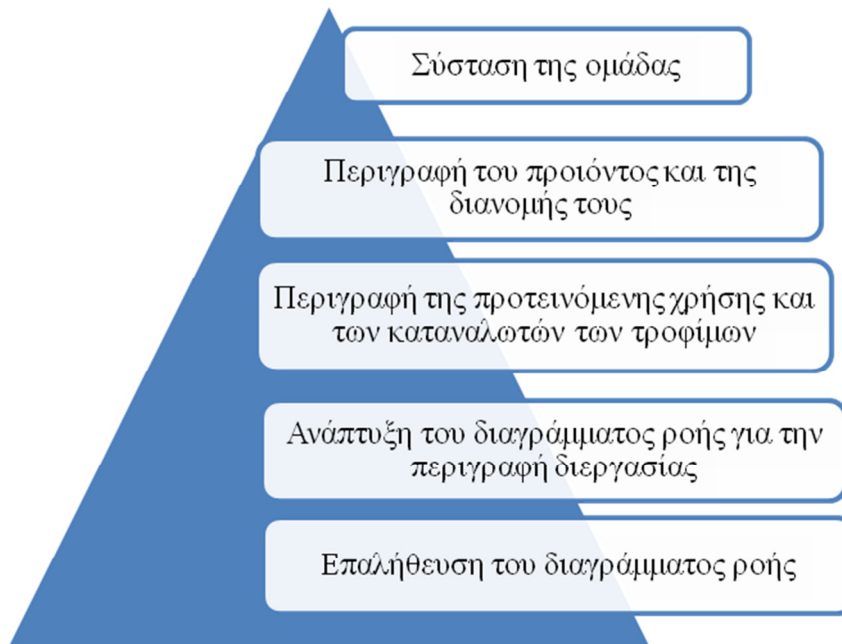 Σύσταση της ομάδας
Περιγραφή του προιόντος και της
διανομής τους
Περιγραφή της προτεινόμενης χρήσης και
των καταναλωτών των τροφίμων
Ανάπτυξη του διαγράμματος ροής για την
περιγραφή διεργασίας
Επαλήθευση του διαγράμματος ροής